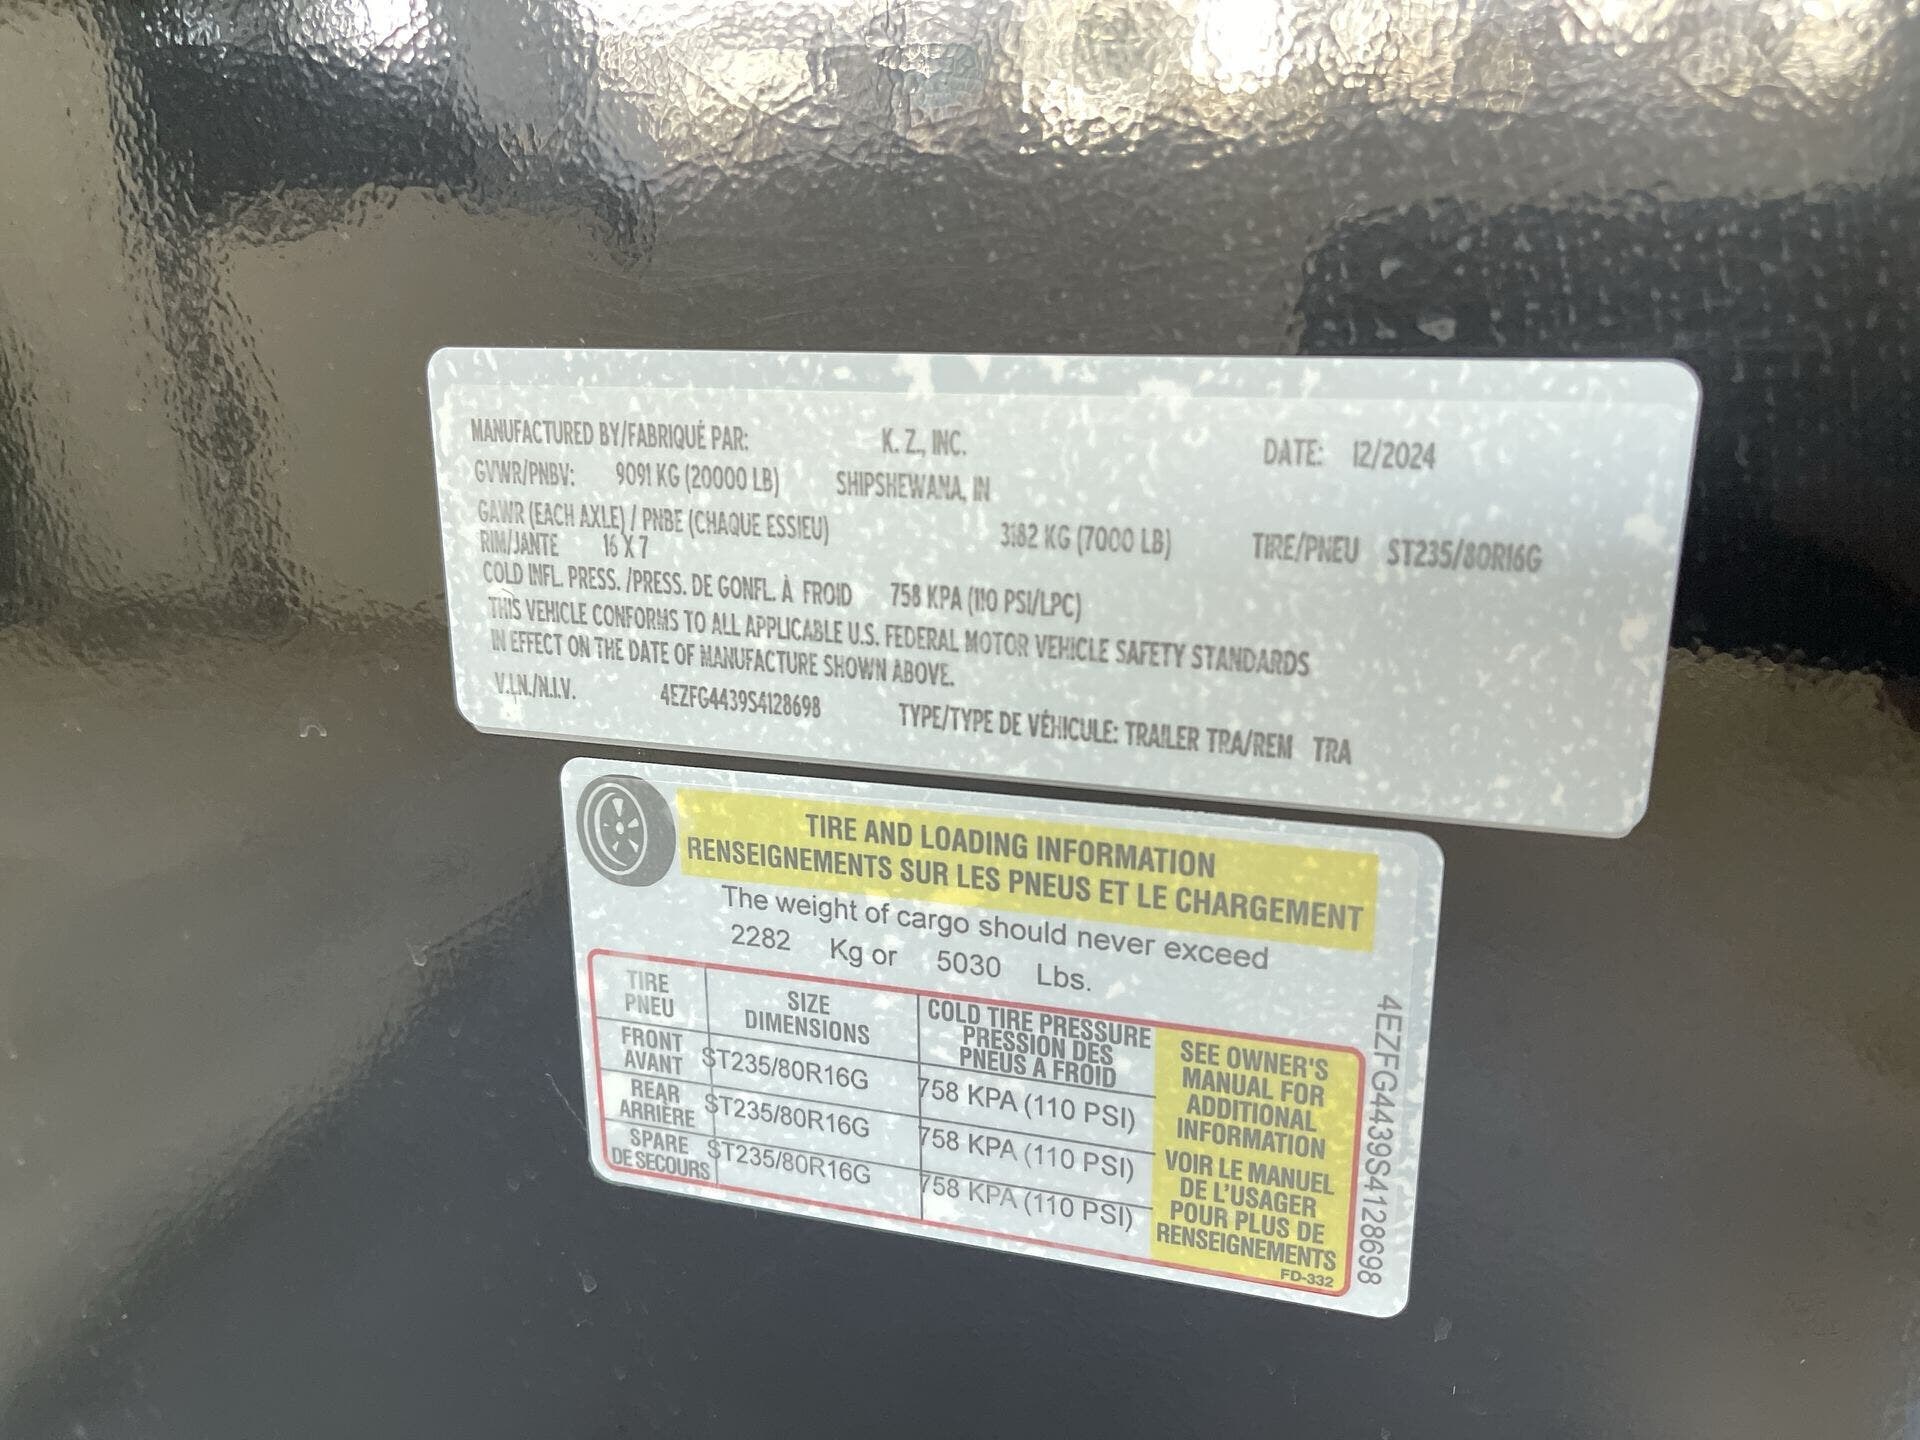 MANUFACTURED BY/FABRIQUÉ PAR: K. Z., INC. DATE: 12/2024
GVWR/PNBV: 9091 KG (20000 LB) SHIPSHEWANA, IN
GAWR (EACH AXLE) / PNBE (CHAQUE ESSIEU) 3182 KG (7000 LB) TIRE/PNEU ST235/80R16G
RIM/JANTE 16 X 7
COLD INFL. PRESS. /PRESS. DE GONFL. À FROID 758 KPA (110 PSI/LPC)
THIS VEHICLE CONFORMS TO ALL APPLICABLE U.S. FEDERAL MOTOR VEHICLE SAFETY STANDARDS
IN EFFECT ON THE DATE OF MANUFACTURE SHOWN ABOVE.
V.I.N./N.I.V. 4EZFG4439S4128698 TYPE/TYPE DE VÉHICULE: TRAILER TRA/REM TRA
TIRE AND LOADING INFORMATION
RENSEIGNEMENTS SUR LES PNEUS ET LE CHARGEMENT
The weight of cargo should never exceed
2282 Kg or 5030 Lbs.
TIRE
PNEU
SIZE
DIMENSIONS
COLD TIRE PRESSURE
PRESSION DES
PNEUS A FROID
FRONT
AVANT
ST235/80R16G
758 KPA (110 PSI)
REAR
ARRIÈRE
ST235/80R16G
758 KPA (110 PSI)
SPARE
DE SECOURS
ST235/80R16G
758 KPA (110 PSI)
SEE OWNER'S
MANUAL FOR
ADDITIONAL
INFORMATION
VOIR LE MANUEL
DE L'USAGER
POUR PLUS DE
RENSEIGNEMENTS
FD-332
4EZFG4439S4128698